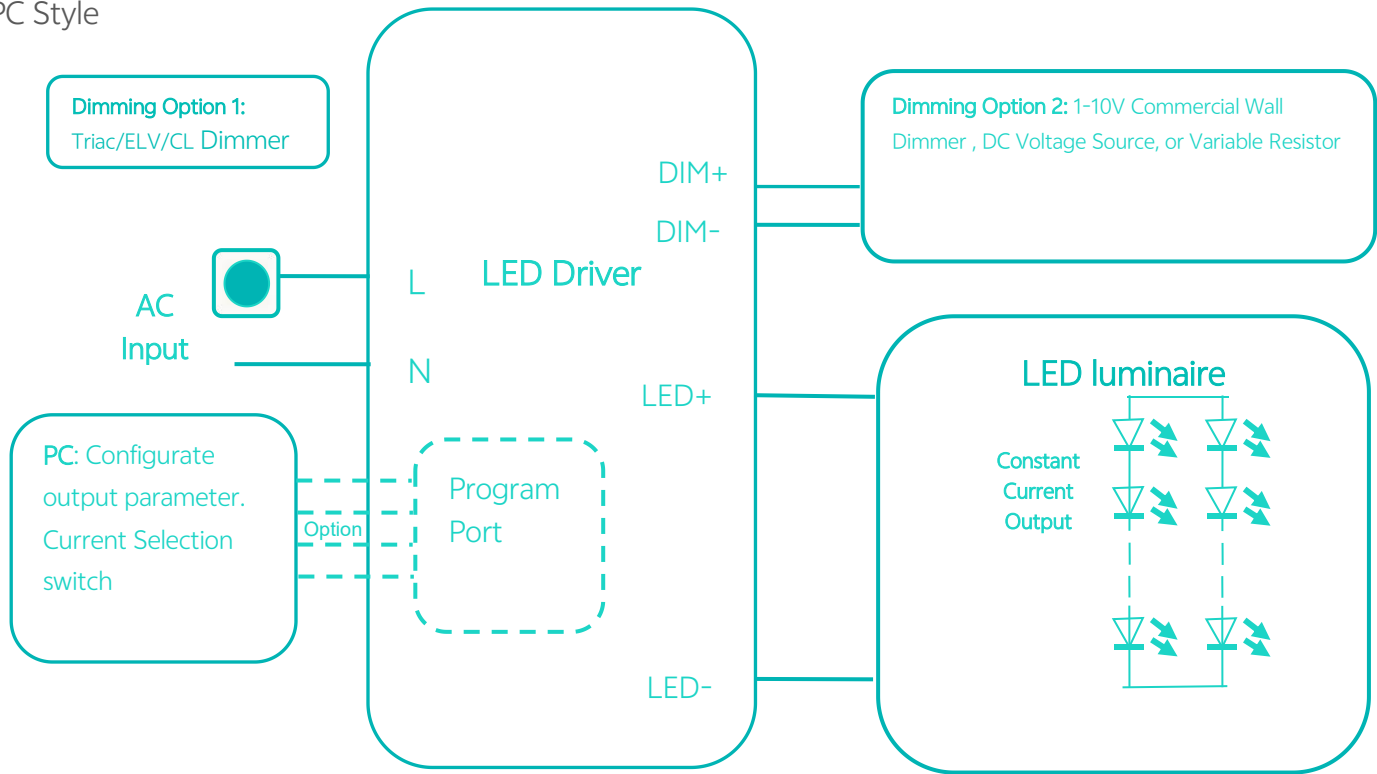 PC Style
Dimming Option 1:
Triac/ELV/CL Dimmer
Dimming Option 2: 1-10V Commercial Wall
Dimmer , DC Voltage Source, or Variable Resistor
DIM+
DIM-
LED Driver
L
AC
Input
N
LED+
LED luminaire
Constant
Current
Output
PC: Configurate
output parameter.
Current Selection
switch
Option
Program
Port
LED-